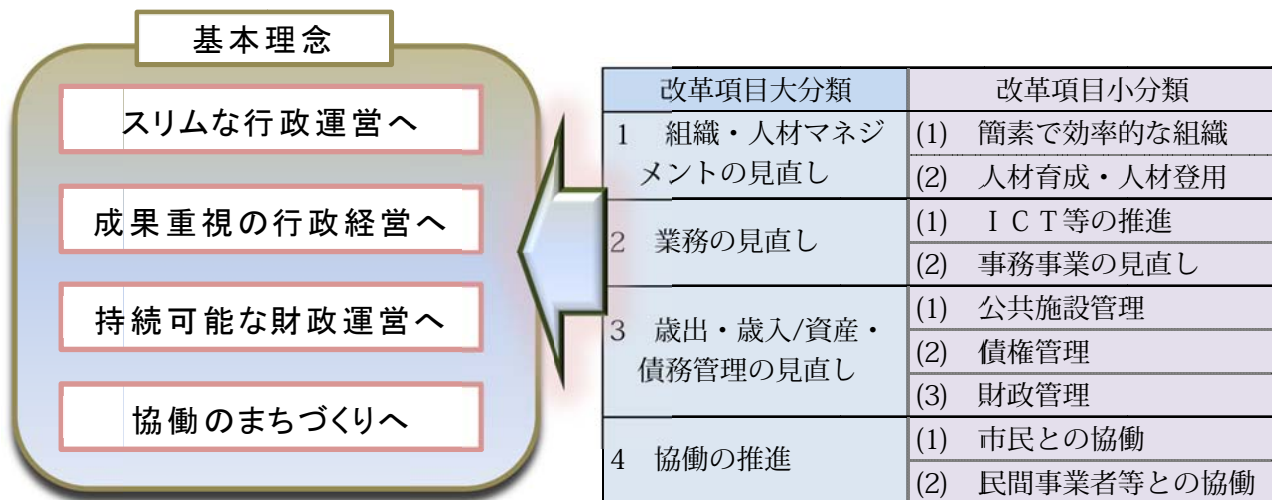 基本理念
スリムな行政運営へ
成果重視の行政経営へ
持続可能な財政運営へ
協働のまちづくりへ
改革項目大分類 改革項目小分類
1 組織・人材マネジ
メントの見直し
(1) 簡素で効率的な組織
(2) 人材育成・人材登用
2 業務の見直し
(1) ＩＣＴ等の推進
(2) 事務事業の見直し
3 歳出・歳入/資産・
債務管理の見直し
(1) 公共施設管理
(2) 債権管理
(3) 財政管理
4 協働の推進
(1) 市民との協働
(2) 民間事業者等との協働